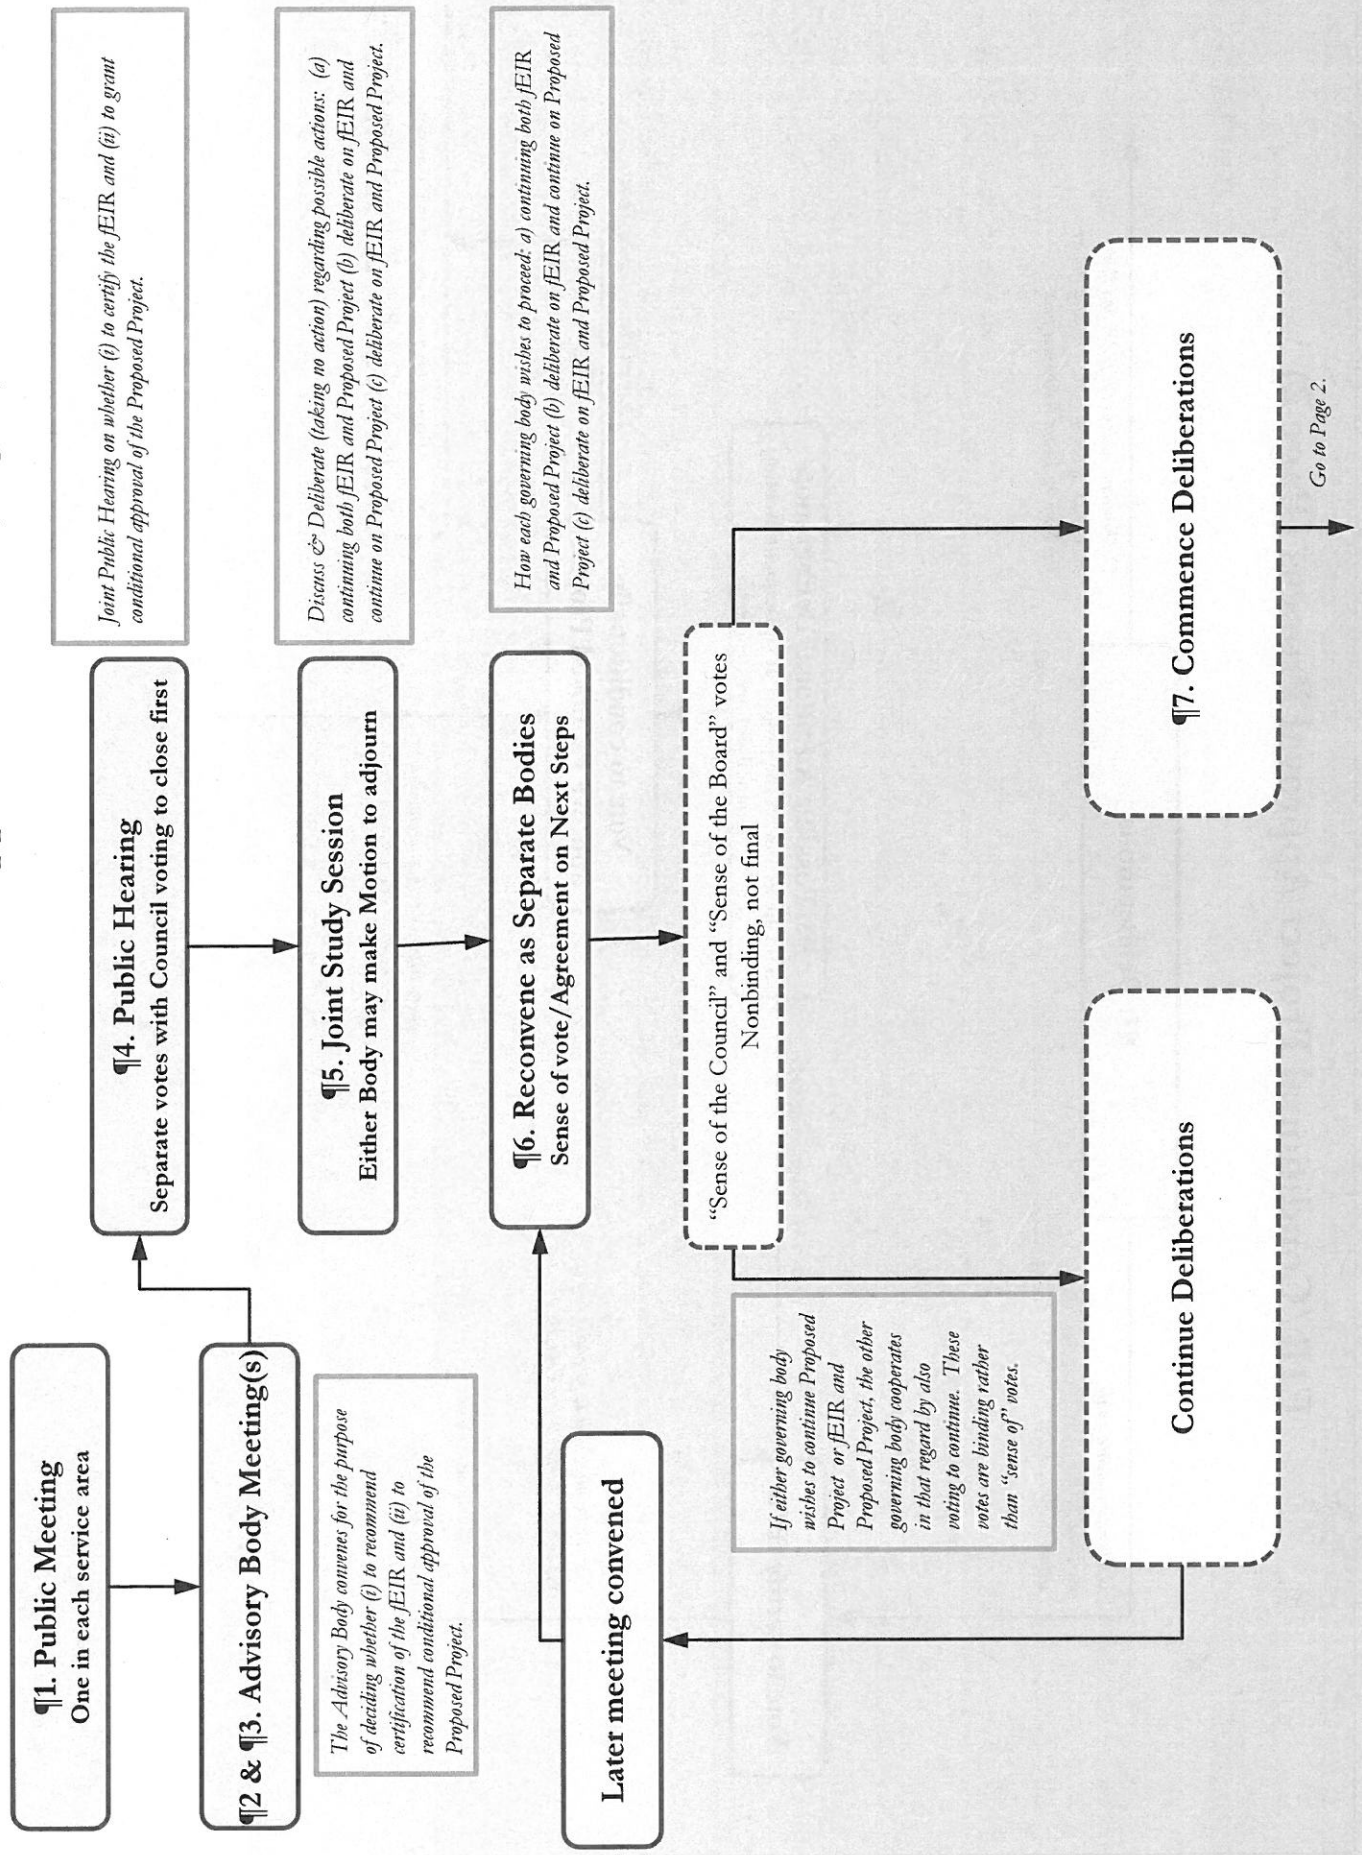 ¶1. Public Meeting
One in each service area
¶2 & ¶3. Advisory Body Meeting(s)
The Advisory Body convenes for the purpose
of deciding whether (i) to recommend
certification of the fEIR and (ii) to
recommend conditional approval of the
Proposed Project.
¶4. Public Hearing
Separate votes with Council voting to close first
Joint Public Hearing on whether (i) to certify the fEIR and (ii) to grant
conditional approval of the Proposed Project.
¶5. Joint Study Session
Either Body may make Motion to adjourn
Discuss & Deliberate (taking no action) regarding possible actions: (a)
continuing both fEIR and Proposed Project (b) deliberate on fEIR and
continue on Proposed Project (c) deliberate on fEIR and Proposed Project.
¶6. Reconvene as Separate Bodies
Sense of vote/Agreement on Next Steps
How each governing body wishes to proceed: a) continuing both fEIR
and Proposed Project (b) deliberate on fEIR and continue on Proposed
Project (c) deliberate on fEIR and Proposed Project.
Later meeting convened
"Sense of the Council" and "Sense of the Board" votes
Nonbinding, not final
If either governing body
wishes to continue Proposed
Project or fEIR and
Proposed Project, the other
governing body cooperates
in that regard by also
voting to continue. These
votes are binding rather
than "sense of" votes.
Continue Deliberations
¶7. Commence Deliberations
Go to Page 2.